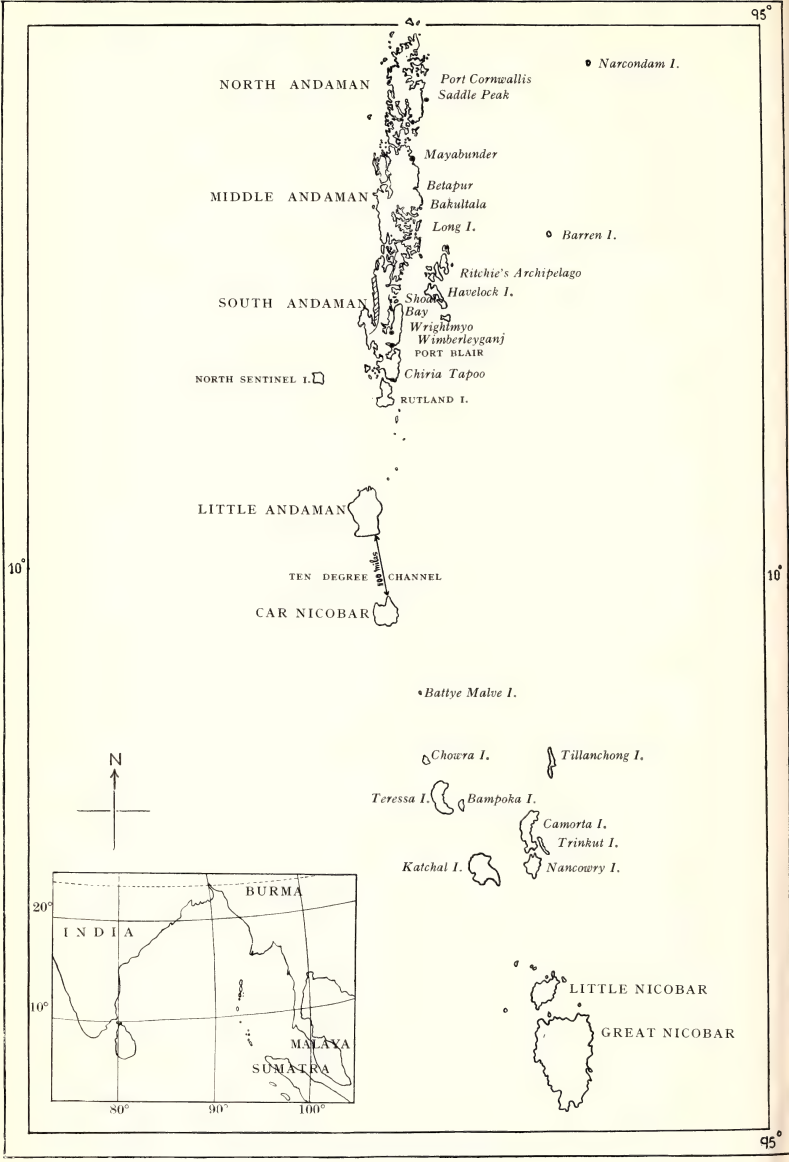 95°
Narcondam I.
NORTH ANDAMAN
Port Cornwallis
Saddle Peak
Mayabunder
MIDDLE ANDAMAN
Betapur
Bakultala
Long I.
Barren I.
Ritchie's Archipelago
Havelock I.
SOUTH ANDAMAN
Shoal
Bay
Wrightmyo
Wimberleyganj
PORT BLAIR
NORTH SENTINEL I.
Chiria Tapoo
RUTLAND I.
LITTLE ANDAMAN
10°
100 miles
10°
TEN DEGREE CHANNEL
CAR NICOBAR
Battye Malve I.
Chowra I.
Tillanchong I.
N
Teressa I.
Bampoka I.
Camorta I.
Trinkut I.
Katchal I.
Nancowry I.
BURMA
20°
INDIA
LITTLE NICOBAR
10°
GREAT NICOBAR
MALAYA
SUMATRA
80°
90°
100°
95°